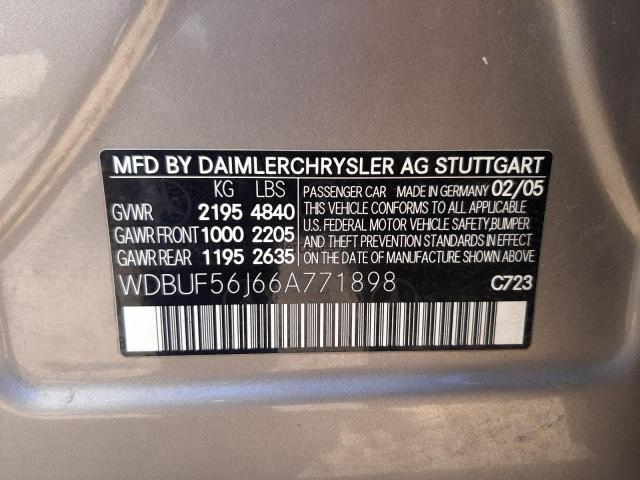 MFD BY DAIMLERCHRYSLER AG STUTTGART
KG LBS
GVWR 2195 4840
GAWR FRONT 1000 2205
GAWR REAR 1195 2635
PASSENGER CAR MADE IN GERMANY 02/05
THIS VEHICLE CONFORMS TO ALL APPLICABLE
U.S. FEDERAL MOTOR VEHICLE SAFETY, BUMPER
AND THEFT PREVENTION STANDARDS IN EFFECT
ON THE DATE OF MANUFACTURE SHOWN ABOVE.
WDBUF56J66A771898 C723